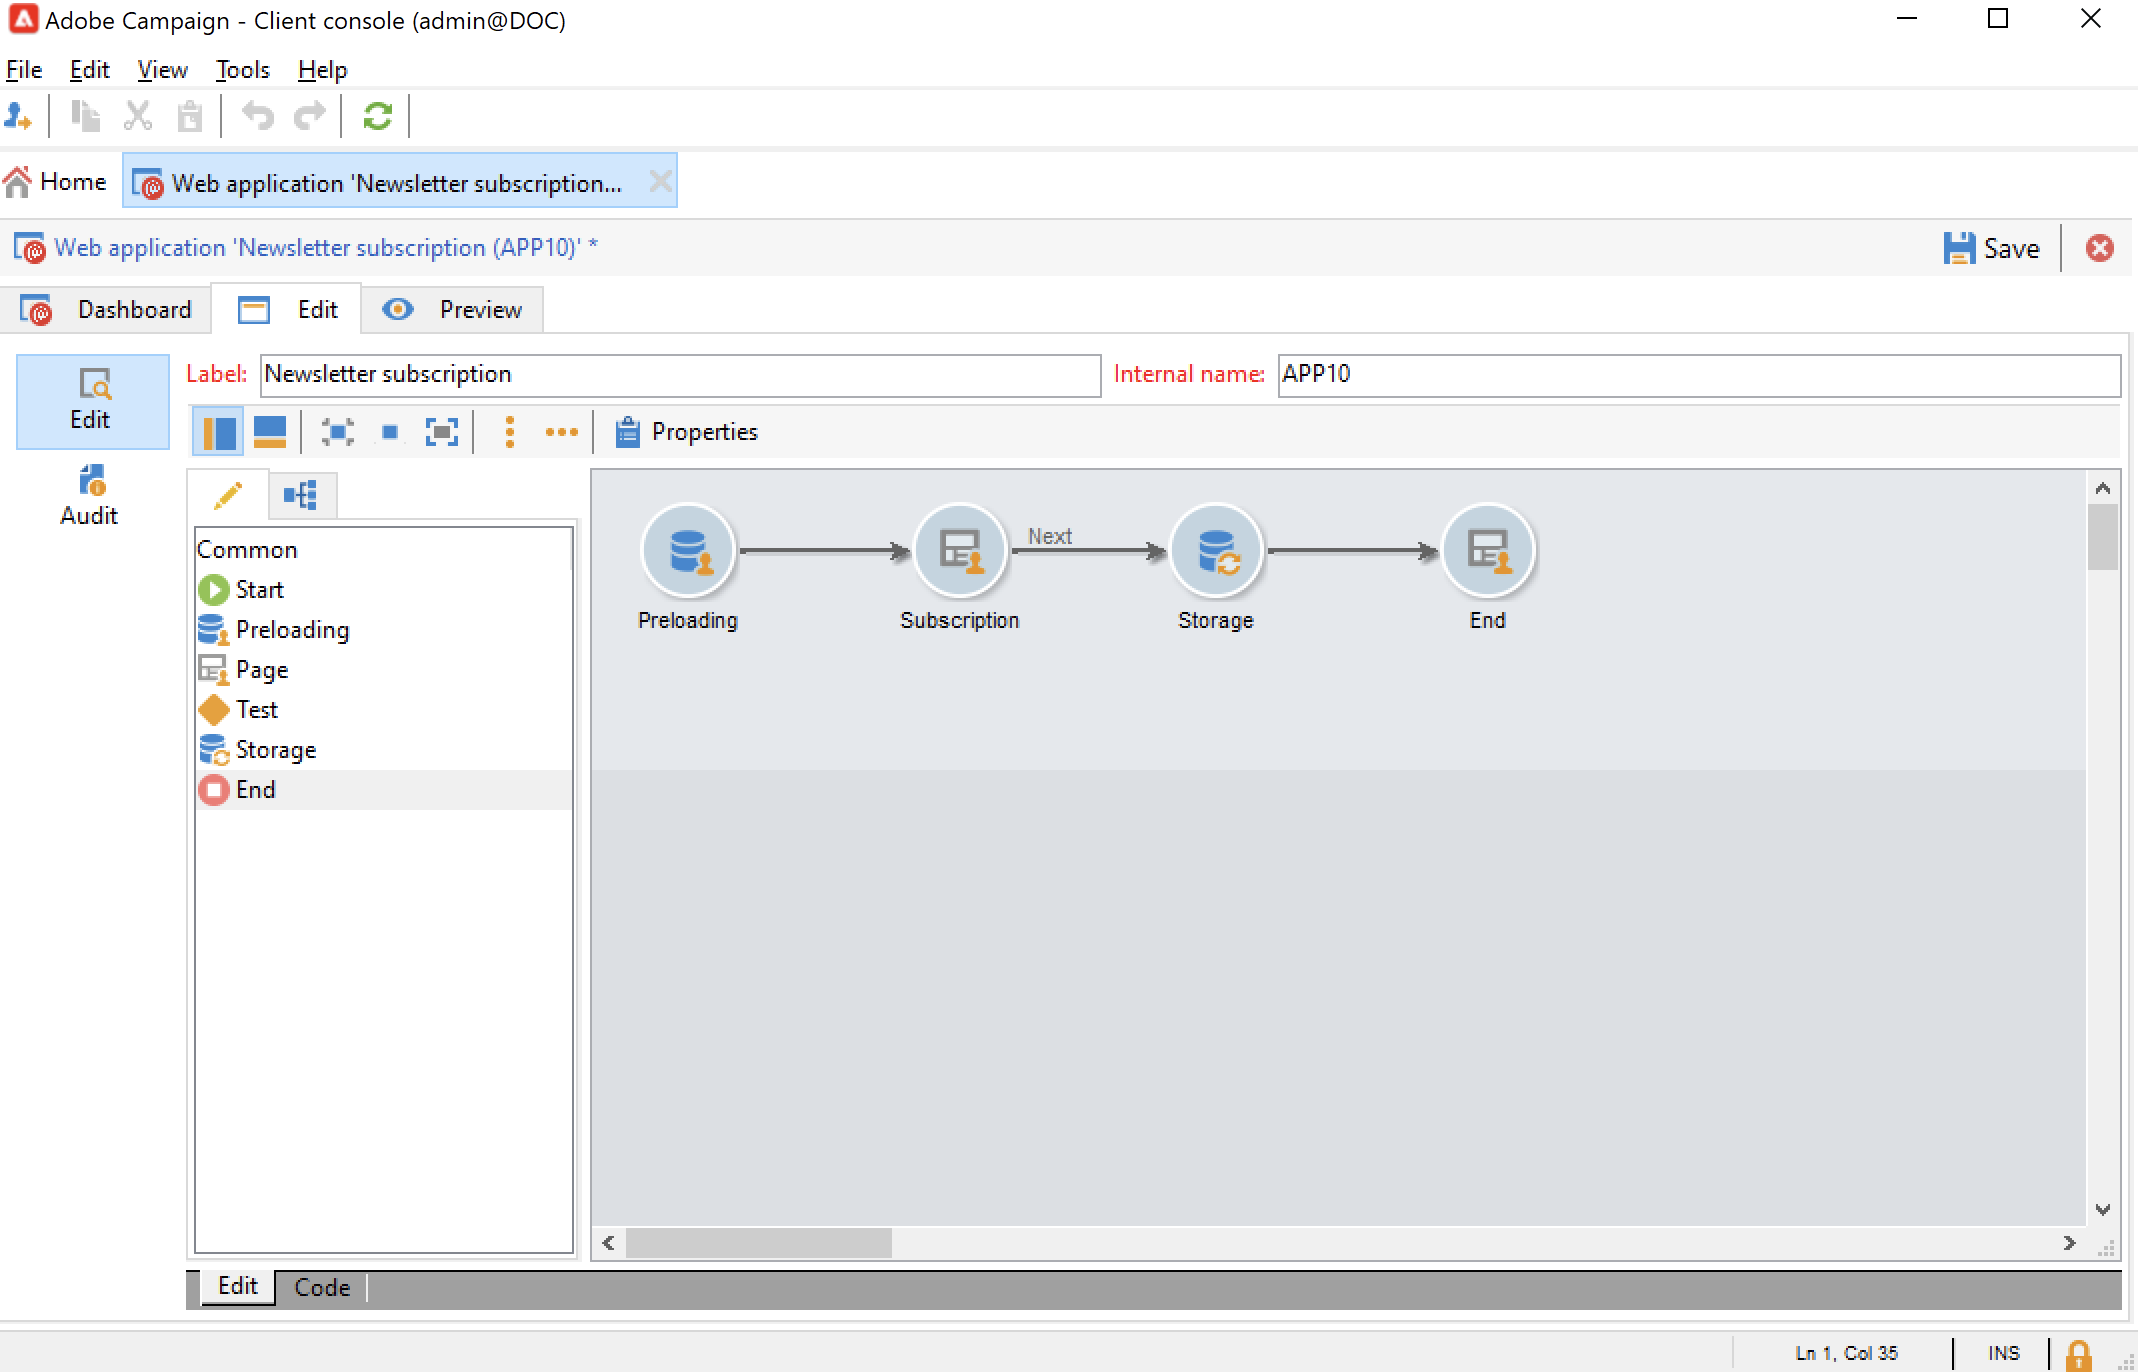 Adobe Campaign - Client console (admin@DOC)
File Edit View Tools Help
Home Web application 'Newsletter subscription...
Web application 'Newsletter subscription (APP10)' * Save
Dashboard Edit Preview
Edit
Audit
Label: Newsletter subscription Internal name: APP10
Properties
Common
Start
Preloading
Page
Test
Storage
End
Next
Preloading Subscription Storage End
Edit Code
Ln 1, Col 35 INS